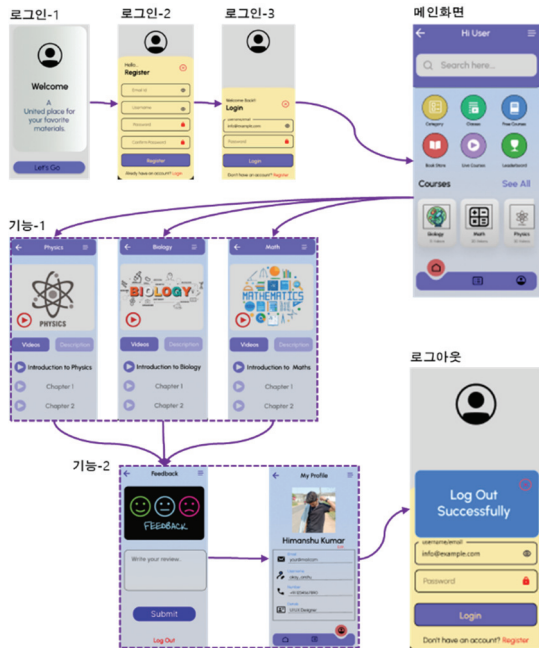 로그인-1
로그인-2
로그인-3
메인화면
Welcome
A
United place for
your favorite
materials.
Let's Go
Hello...
Register
Email Id
Username
Password
Confirm Password
Register
Already have an account? Login
Welcome back!!
Login
info@example.com
Password
Login
Don't have an account? Register
Hi User
Search here...
Category
Classes
Free Courses
Book Store
Live Courses
Leaderboard
Courses
See All
Biology
Math
Physics
기능-1
Physics
PHYSICS
Videos
Description
Introduction to Physics
Chapter 1
Chapter 2
Biology
BIOLOGY
Videos
Description
Introduction to Biology
Chapter 1
Chapter 2
Math
MATHEMATICS
Videos
Description
Introduction to Maths
Chapter 1
Chapter 2
기능-2
Feedback
FEEDBACK
Write your review..
Submit
Log Out
My Profile
Himanshu Kumar
Email
Username
로그아웃
Log Out
Successfully
username/email
info@example.com
Password
Login
Don't have an account? Register